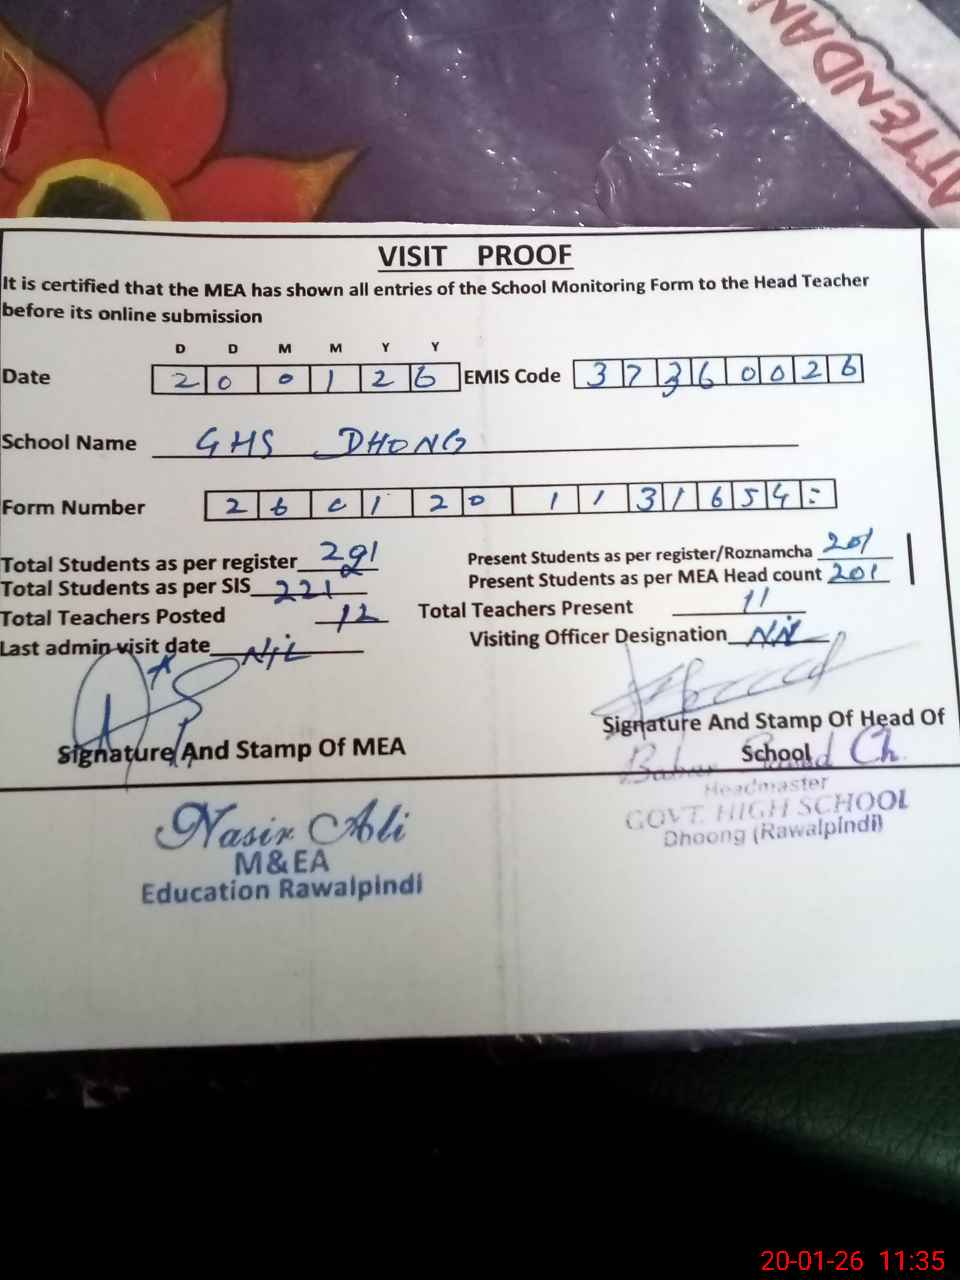 ATTENDAN
VISIT PROOF
It is certified that the MEA has shown all entries of the School Monitoring Form to the Head Teacher
before its online submission
D D M M Y Y
Date 2 0 0 1 2 6 EMIS Code 3 7 3 6 0 0 2 6
School Name GHS DHONG
Form Number 2 6 0 1 2 0 1 1 3 1 6 5 4 =
Total Students as per register Present Students as per register/Roznamcha 201
Total Students as per SIS 221 Present Students as per MEA Head count 201
Total Teachers Posted 12 Total Teachers Present 11
Last admin visit date Nil Visiting Officer Designation Nil
Signature And Stamp Of MEA Signature And Stamp Of Head Of
School
Ch.
Nasir Ali
M&EA
Education Rawalpindi
Headmaster
GOVT. HIGH SCHOOL
Dhoong (Rawalpindi)
20-01-26 11:35